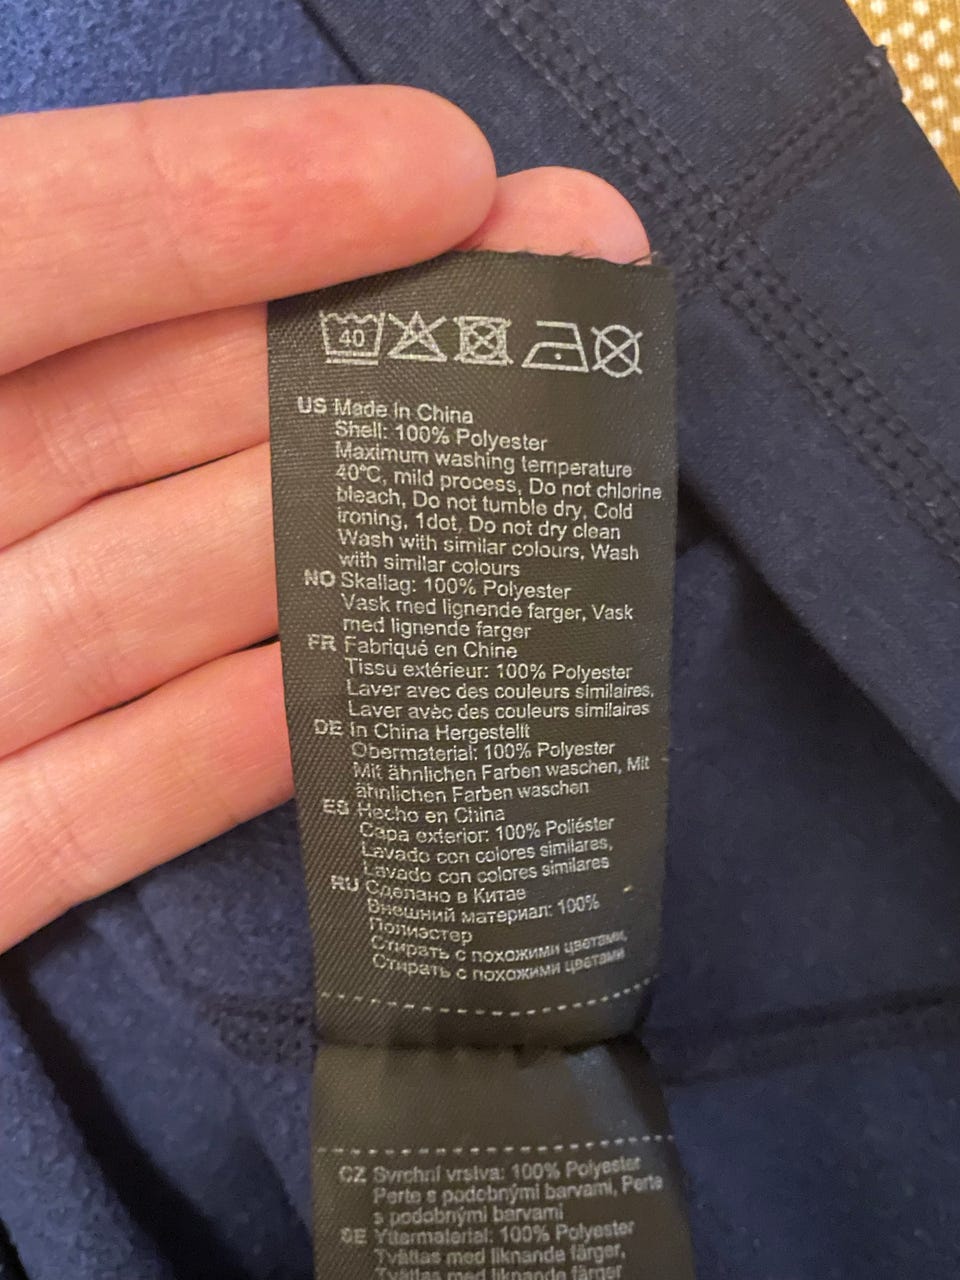 40
US Made in China
Shell: 100% Polyester
Maximum washing temperature
40°C, mild process, Do not chlorine
bleach, Do not tumble dry, Cold
ironing, 1dot, Do not dry clean
Wash with similar colours, Wash
with similar colours
NO Skallag: 100% Polyester
Vask med lignende farger, Vask
med lignende farger
FR Fabriqué en Chine
Tissu extérieur: 100% Polyester
Laver avec des couleurs similaires,
Laver avec des couleurs similaires
DE In China Hergestellt
Obermaterial: 100% Polyester
Mit ähnlichen Farben waschen, Mit
ähnlichen Farben waschen
ES Hecho en China
Capa exterior: 100% Poliéster
Lavado con colores similares,
Lavado con colores similares
RU Сделано в Китае
Внешний материал: 100%
Полиэстер
Стирать с похожими цветами,
Стирать с похожими цветами
CZ Svrchní vrstva: 100% Polyester
Perte s podobnými barvami, Perte
s podobnými barvami
SE Yttermaterial: 100% Polyester
Tvättas med liknande färger,
Tvättas med liknande färger